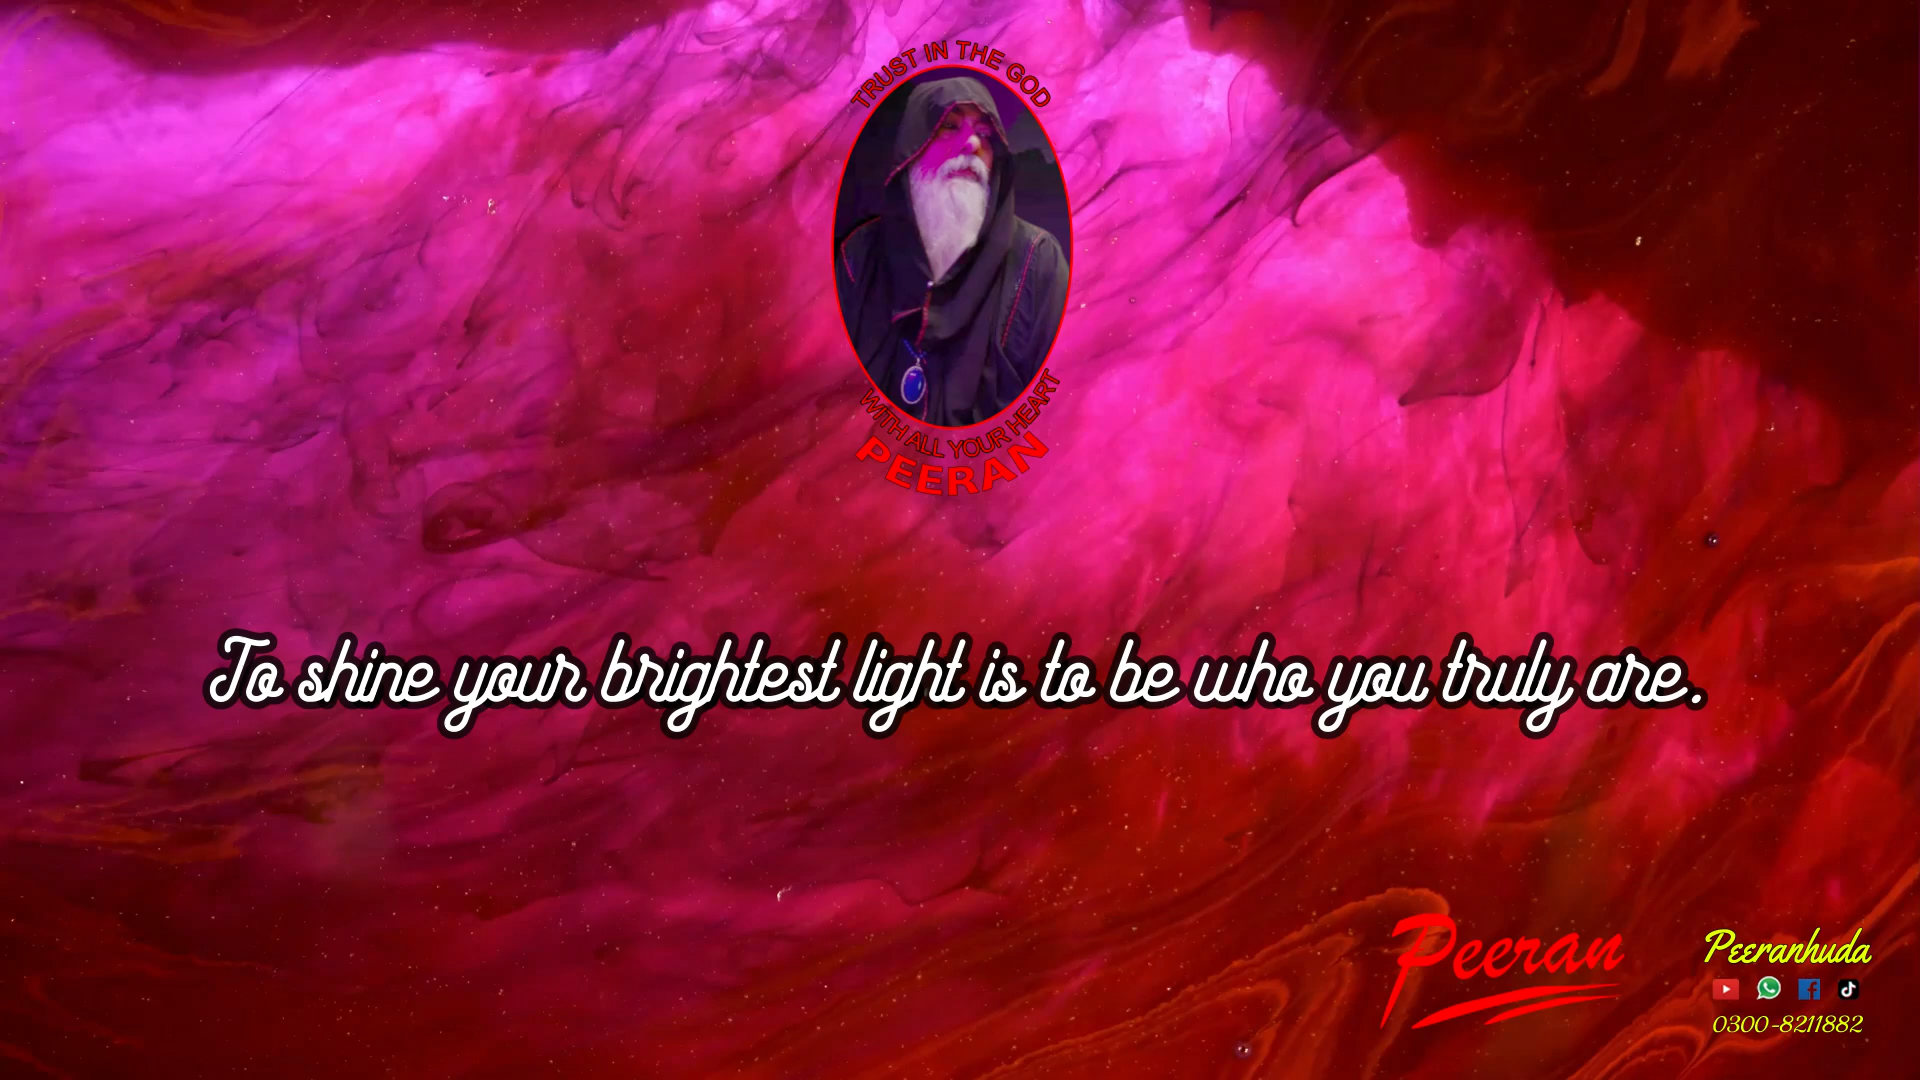 TRUST IN THE GOD
WITH ALL YOUR HEART
PEERAN
To shine your brightest light is to be who you truly are.
Peeran
Peeranhuda
0300-8211882